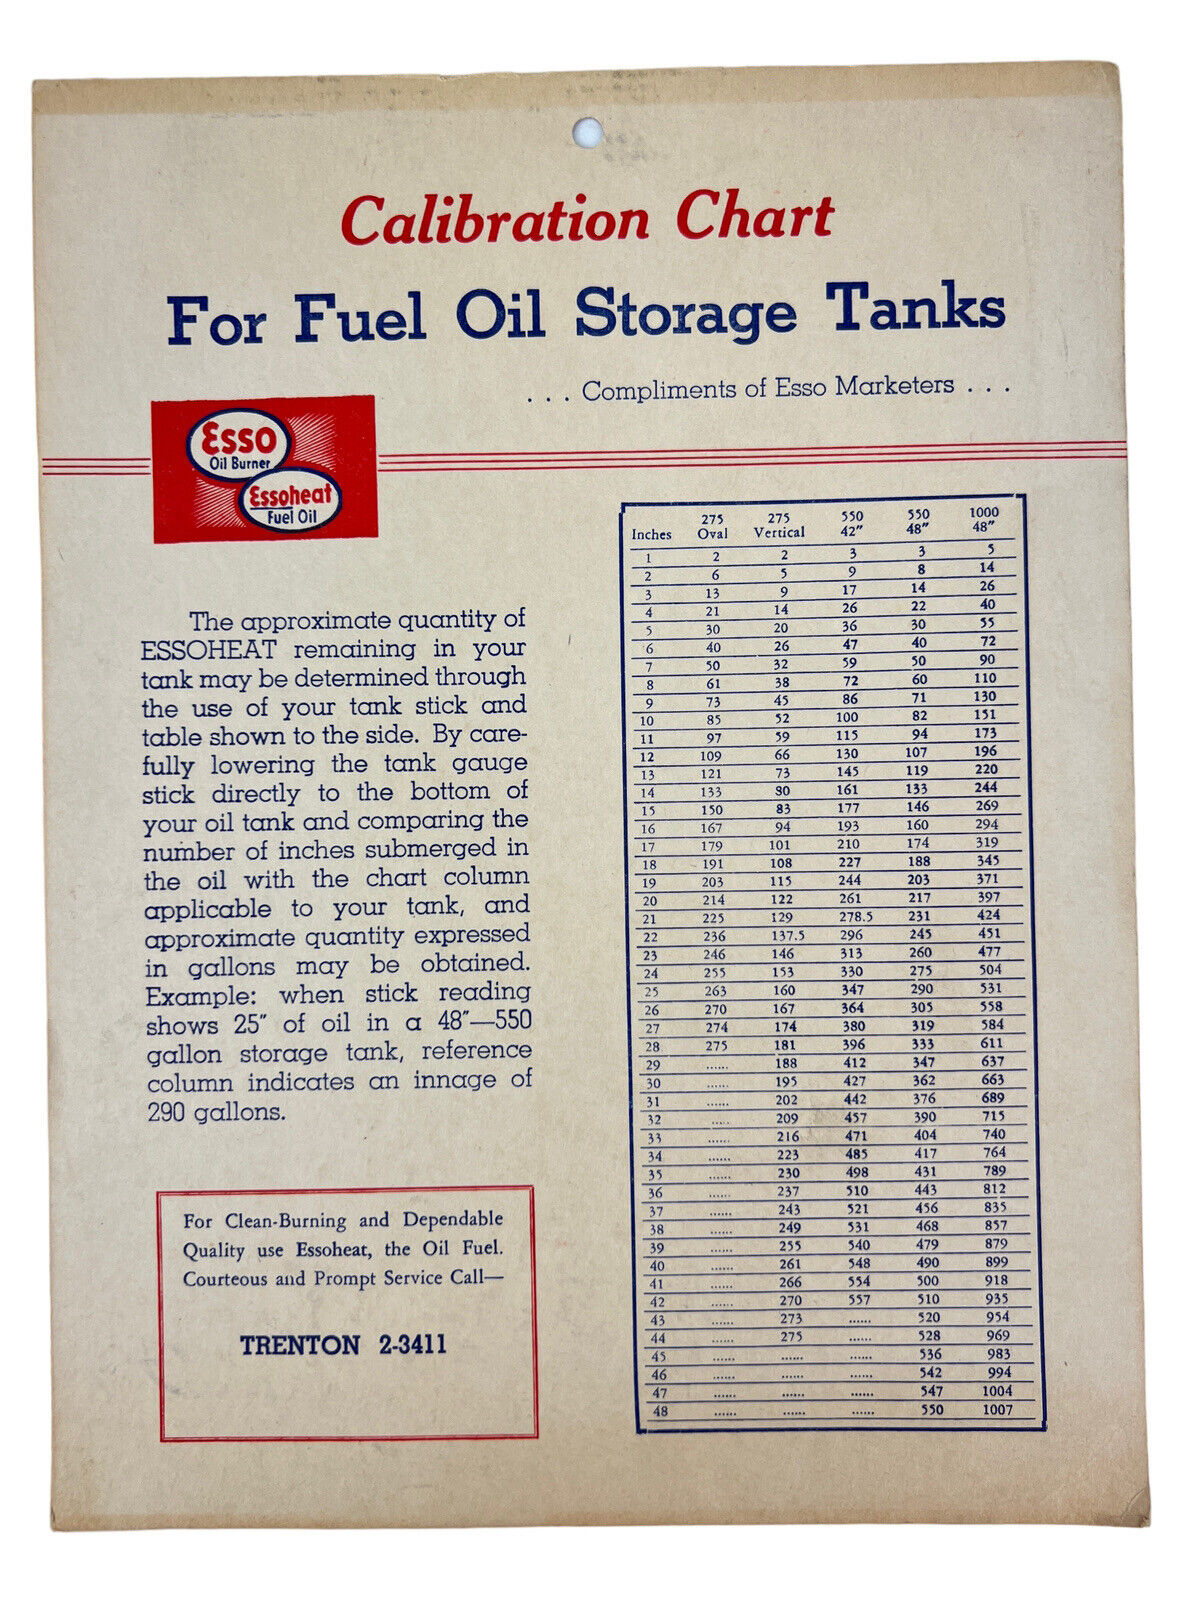 Calibration Chart
For Fuel Oil Storage Tanks
. . . Compliments of Esso Marketers . . .
Esso
Oil Burner
Essoheat
Fuel Oil
The approximate quantity of
ESSOHEAT remaining in your
tank may be determined through
the use of your tank stick and
table shown to the side. By care-
fully lowering the tank gauge
stick directly to the bottom of
your oil tank and comparing the
number of inches submerged in
the oil with the chart column
applicable to your tank, and
approximate quantity expressed
in gallons may be obtained.
Example: when stick reading
shows 25″ of oil in a 48″—550
gallon storage tank, reference
column indicates an innage of
290 gallons.
For Clean-Burning and Dependable
Quality use Essoheat, the Oil Fuel.
Courteous and Prompt Service Call—
TRENTON 2-3411
275 275 550 550 1000
Inches Oval Vertical 42″ 48″ 48″
1 2 2 3 3 5
2 6 5 9 8 14
3 13 9 17 14 26
4 21 14 26 22 40
5 30 20 36 30 55
6 40 26 47 40 72
7 50 32 59 50 90
8 61 38 72 60 110
9 73 45 86 71 130
10 85 52 100 82 151
11 97 59 115 94 173
12 109 66 130 107 196
13 121 73 145 119 220
14 133 80 161 133 244
15 150 83 177 146 269
16 167 94 193 160 294
17 179 101 210 174 319
18 191 108 227 188 345
19 203 115 244 203 371
20 214 122 261 217 397
21 225 129 278.5 231 424
22 236 137.5 296 245 451
23 246 146 313 260 477
24 255 153 330 275 504
25 263 160 347 290 531
26 270 167 364 305 558
27 274 174 380 319 584
28 275 181 396 333 611
29 ...... 188 412 347 637
30 ...... 195 427 362 663
31 ...... 202 442 376 689
32 ..... 209 457 390 715
33 ...... 216 471 404 740
34 ...... 223 485 417 764
35 ...... 230 498 431 789
36 ...... 237 510 443 812
37 ...... 243 521 456 835
38 ...... 249 531 468 857
39 ...... 255 540 479 879
40 ...... 261 548 490 899
41 ...... 266 554 500 918
42 ...... 270 557 510 935
43 ...... 273 ...... 520 954
44 ...... 275 ...... 528 969
45 ...... ...... ...... 536 983
46 ...... ...... ...... 542 994
47 ...... ...... ...... 547 1004
48 ...... ...... ...... 550 1007